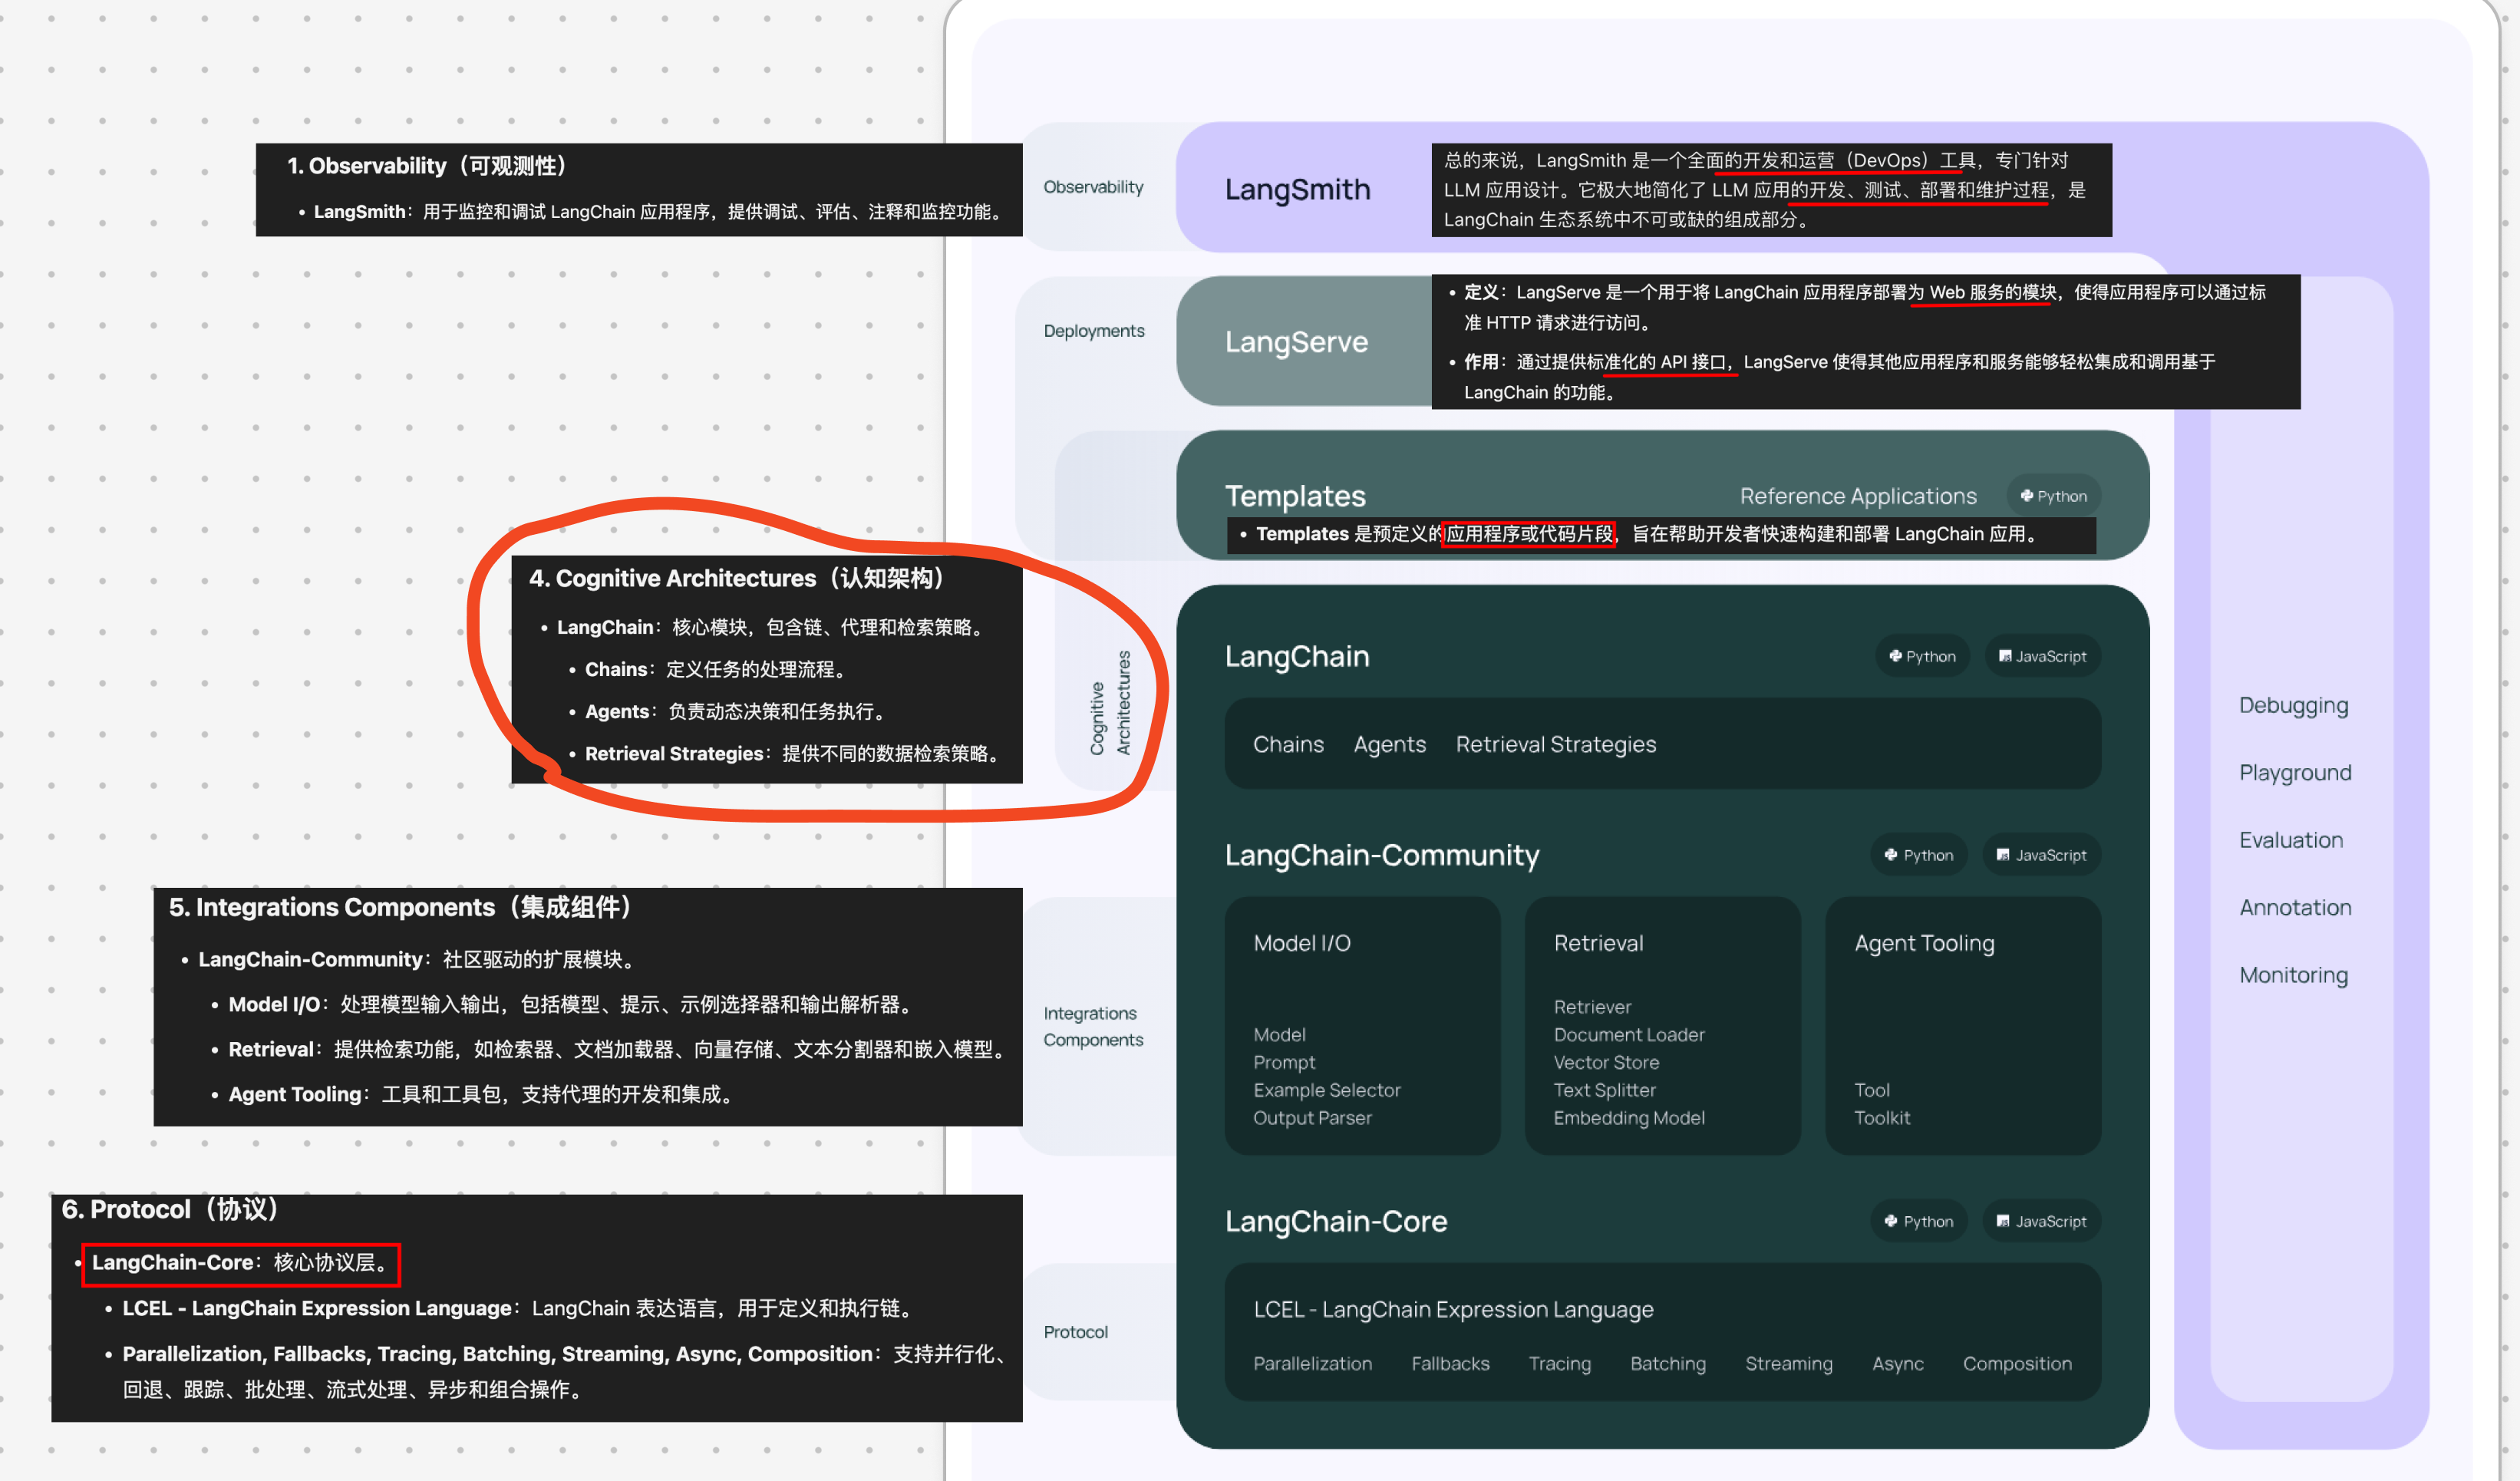 1. Observability（可观测性）
• LangSmith：用于监控和调试 LangChain 应用程序，提供调试、评估、注释和监控功能。
Observability
LangSmith
总的来说，LangSmith 是一个全面的开发和运营（DevOps）工具，专门针对
LLM 应用设计。它极大地简化了 LLM 应用的开发、测试、部署和维护过程，是
LangChain 生态系统中不可或缺的组成部分。
Deployments
LangServe
• 定义：LangServe 是一个用于将 LangChain 应用程序部署为 Web 服务的模块，使得应用程序可以通过标
准 HTTP 请求进行访问。
• 作用：通过提供标准化的 API 接口，LangServe 使得其他应用程序和服务能够轻松集成和调用基于
LangChain 的功能。
Templates
Reference Applications
Python
• Templates 是预定义的应用程序或代码片段，旨在帮助开发者快速构建和部署 LangChain 应用。
4. Cognitive Architectures（认知架构）
• LangChain：核心模块，包含链、代理和检索策略。
• Chains：定义任务的处理流程。
• Agents：负责动态决策和任务执行。
• Retrieval Strategies：提供不同的数据检索策略。
Cognitive
Architectures
LangChain
Python
JavaScript
Chains
Agents
Retrieval Strategies
LangChain-Community
Python
JavaScript
5. Integrations Components（集成组件）
• LangChain-Community：社区驱动的扩展模块。
• Model I/O：处理模型输入输出，包括模型、提示、示例选择器和输出解析器。
• Retrieval：提供检索功能，如检索器、文档加载器、向量存储、文本分割器和嵌入模型。
• Agent Tooling：工具和工具包，支持代理的开发和集成。
Integrations
Components
Model I/O
Model
Prompt
Example Selector
Output Parser
Retrieval
Retriever
Document Loader
Vector Store
Text Splitter
Embedding Model
Agent Tooling
Tool
Toolkit
6. Protocol（协议）
• LangChain-Core：核心协议层。
• LCEL - LangChain Expression Language：LangChain 表达语言，用于定义和执行链。
• Parallelization, Fallbacks, Tracing, Batching, Streaming, Async, Composition：支持并行化、
回退、跟踪、批处理、流式处理、异步和组合操作。
Protocol
LangChain-Core
Python
JavaScript
LCEL - LangChain Expression Language
Parallelization
Fallbacks
Tracing
Batching
Streaming
Async
Composition
Debugging
Playground
Evaluation
Annotation
Monitoring